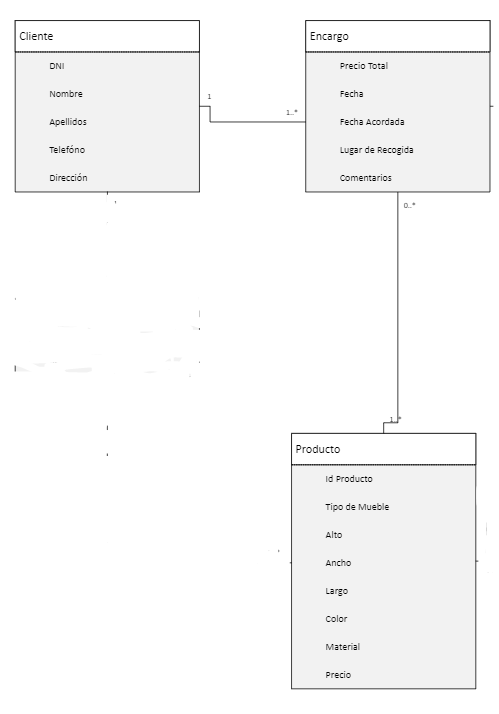 Cliente
DNI
Nombre
Apellidos
Telefóno
Dirección
1
1..*
Encargo
Precio Total
Fecha
Fecha Acordada
Lugar de Recogida
Comentarios
0..*
1..*
Producto
Id Producto
Tipo de Mueble
Alto
Ancho
Largo
Color
Material
Precio